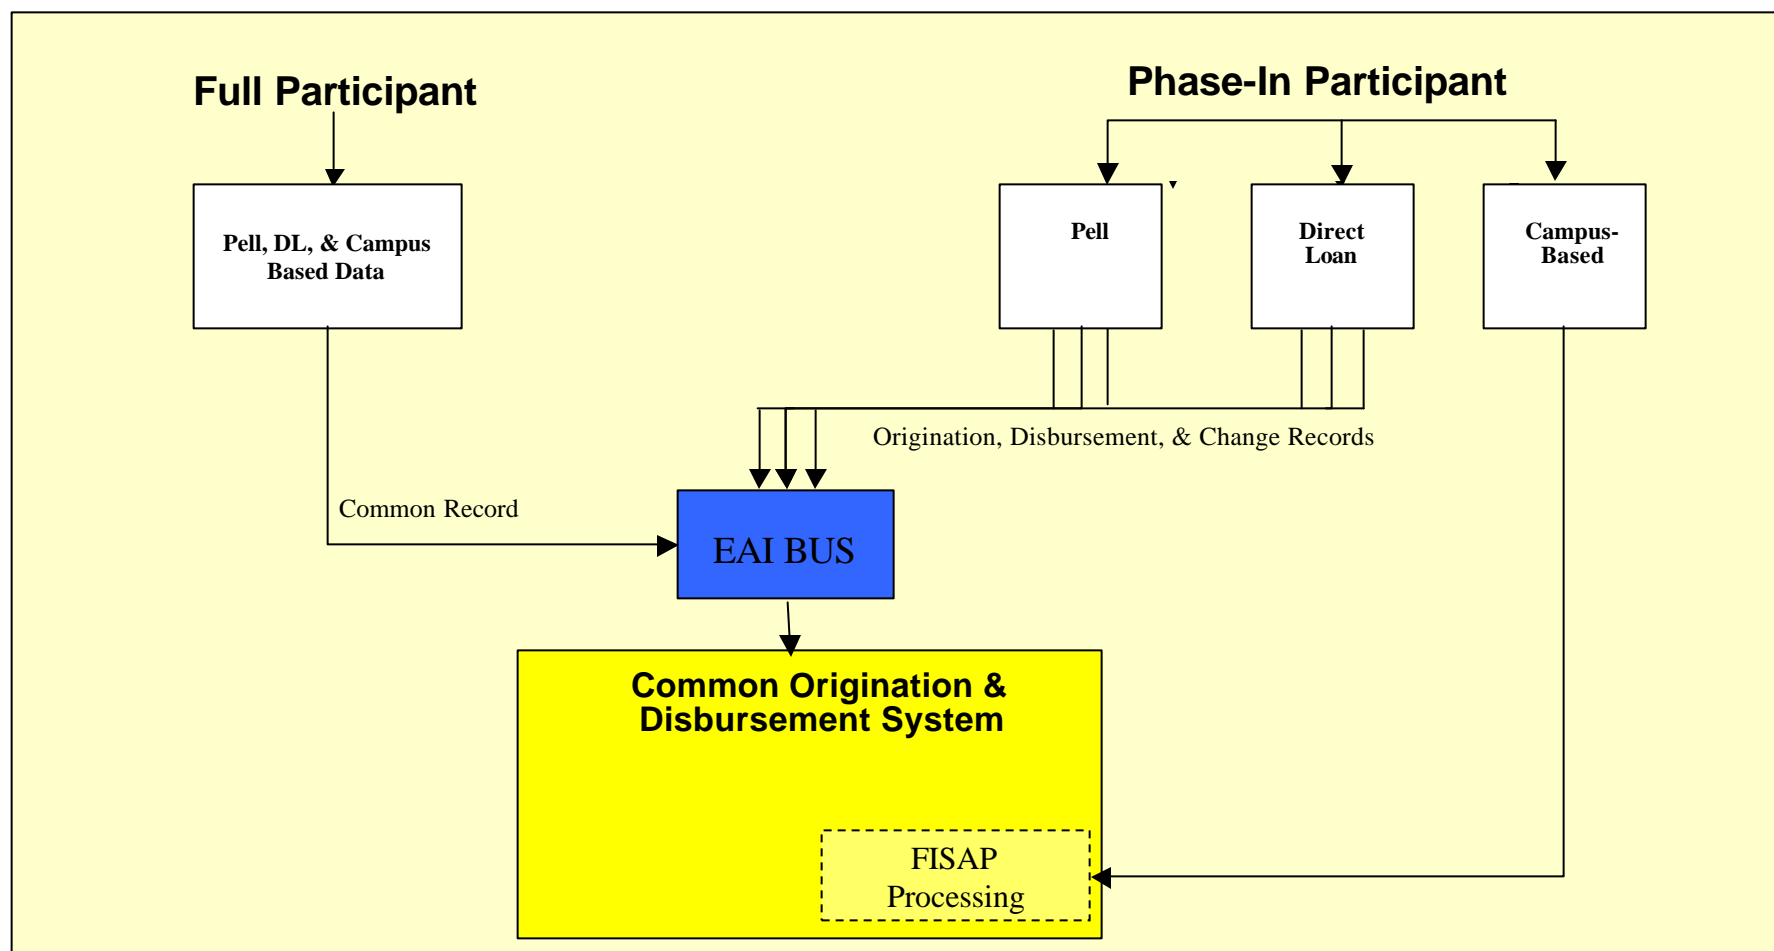 Full Participant
Phase-In Participant
Pell, DL, & Campus
Based Data
Pell
Direct
Loan
Campus-
Based
Origination, Disbursement, & Change Records
Common Record
EAI BUS
Common Origination &
Disbursement System
FISAP
Processing